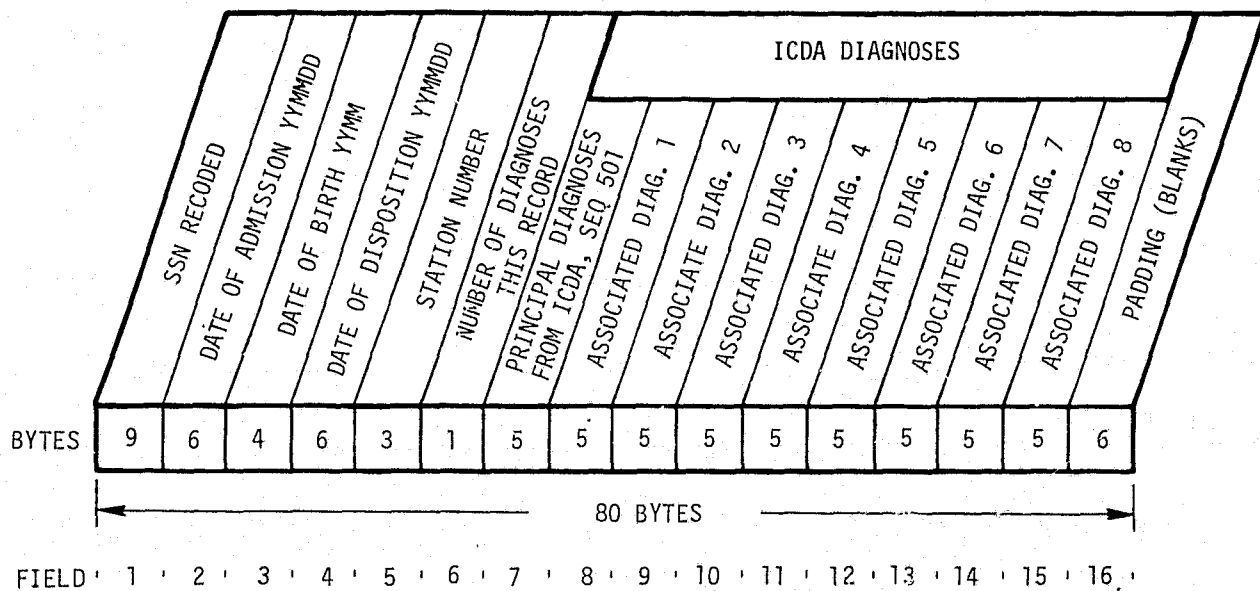 ICDA DIAGNOSES
SSN RECODED
DATE OF ADMISSION YYMMDD
DATE OF BIRTH YYMM
DATE OF DISPOSITION YYMMDD
STATION NUMBER
NUMBER OF DIAGNOSES
THIS RECORD
PRINCIPAL DIAGNOSES
FROM ICDA, SEQ 501
ASSOCIATED DIAG. 1
ASSOCIATE DIAG. 2
ASSOCIATED DIAG. 3
ASSOCIATE DIAG. 4
ASSOCIATED DIAG. 5
ASSOCIATED DIAG. 6
ASSOCIATED DIAG. 7
ASSOCIATED DIAG. 8
PADDING (BLANKS)
BYTES 9 6 4 6 3 1 5 5 5 5 5 5 5 5 5 6
80 BYTES
FIELD 1 2 3 4 5 6 7 8 9 10 11 12 13 14 15 16